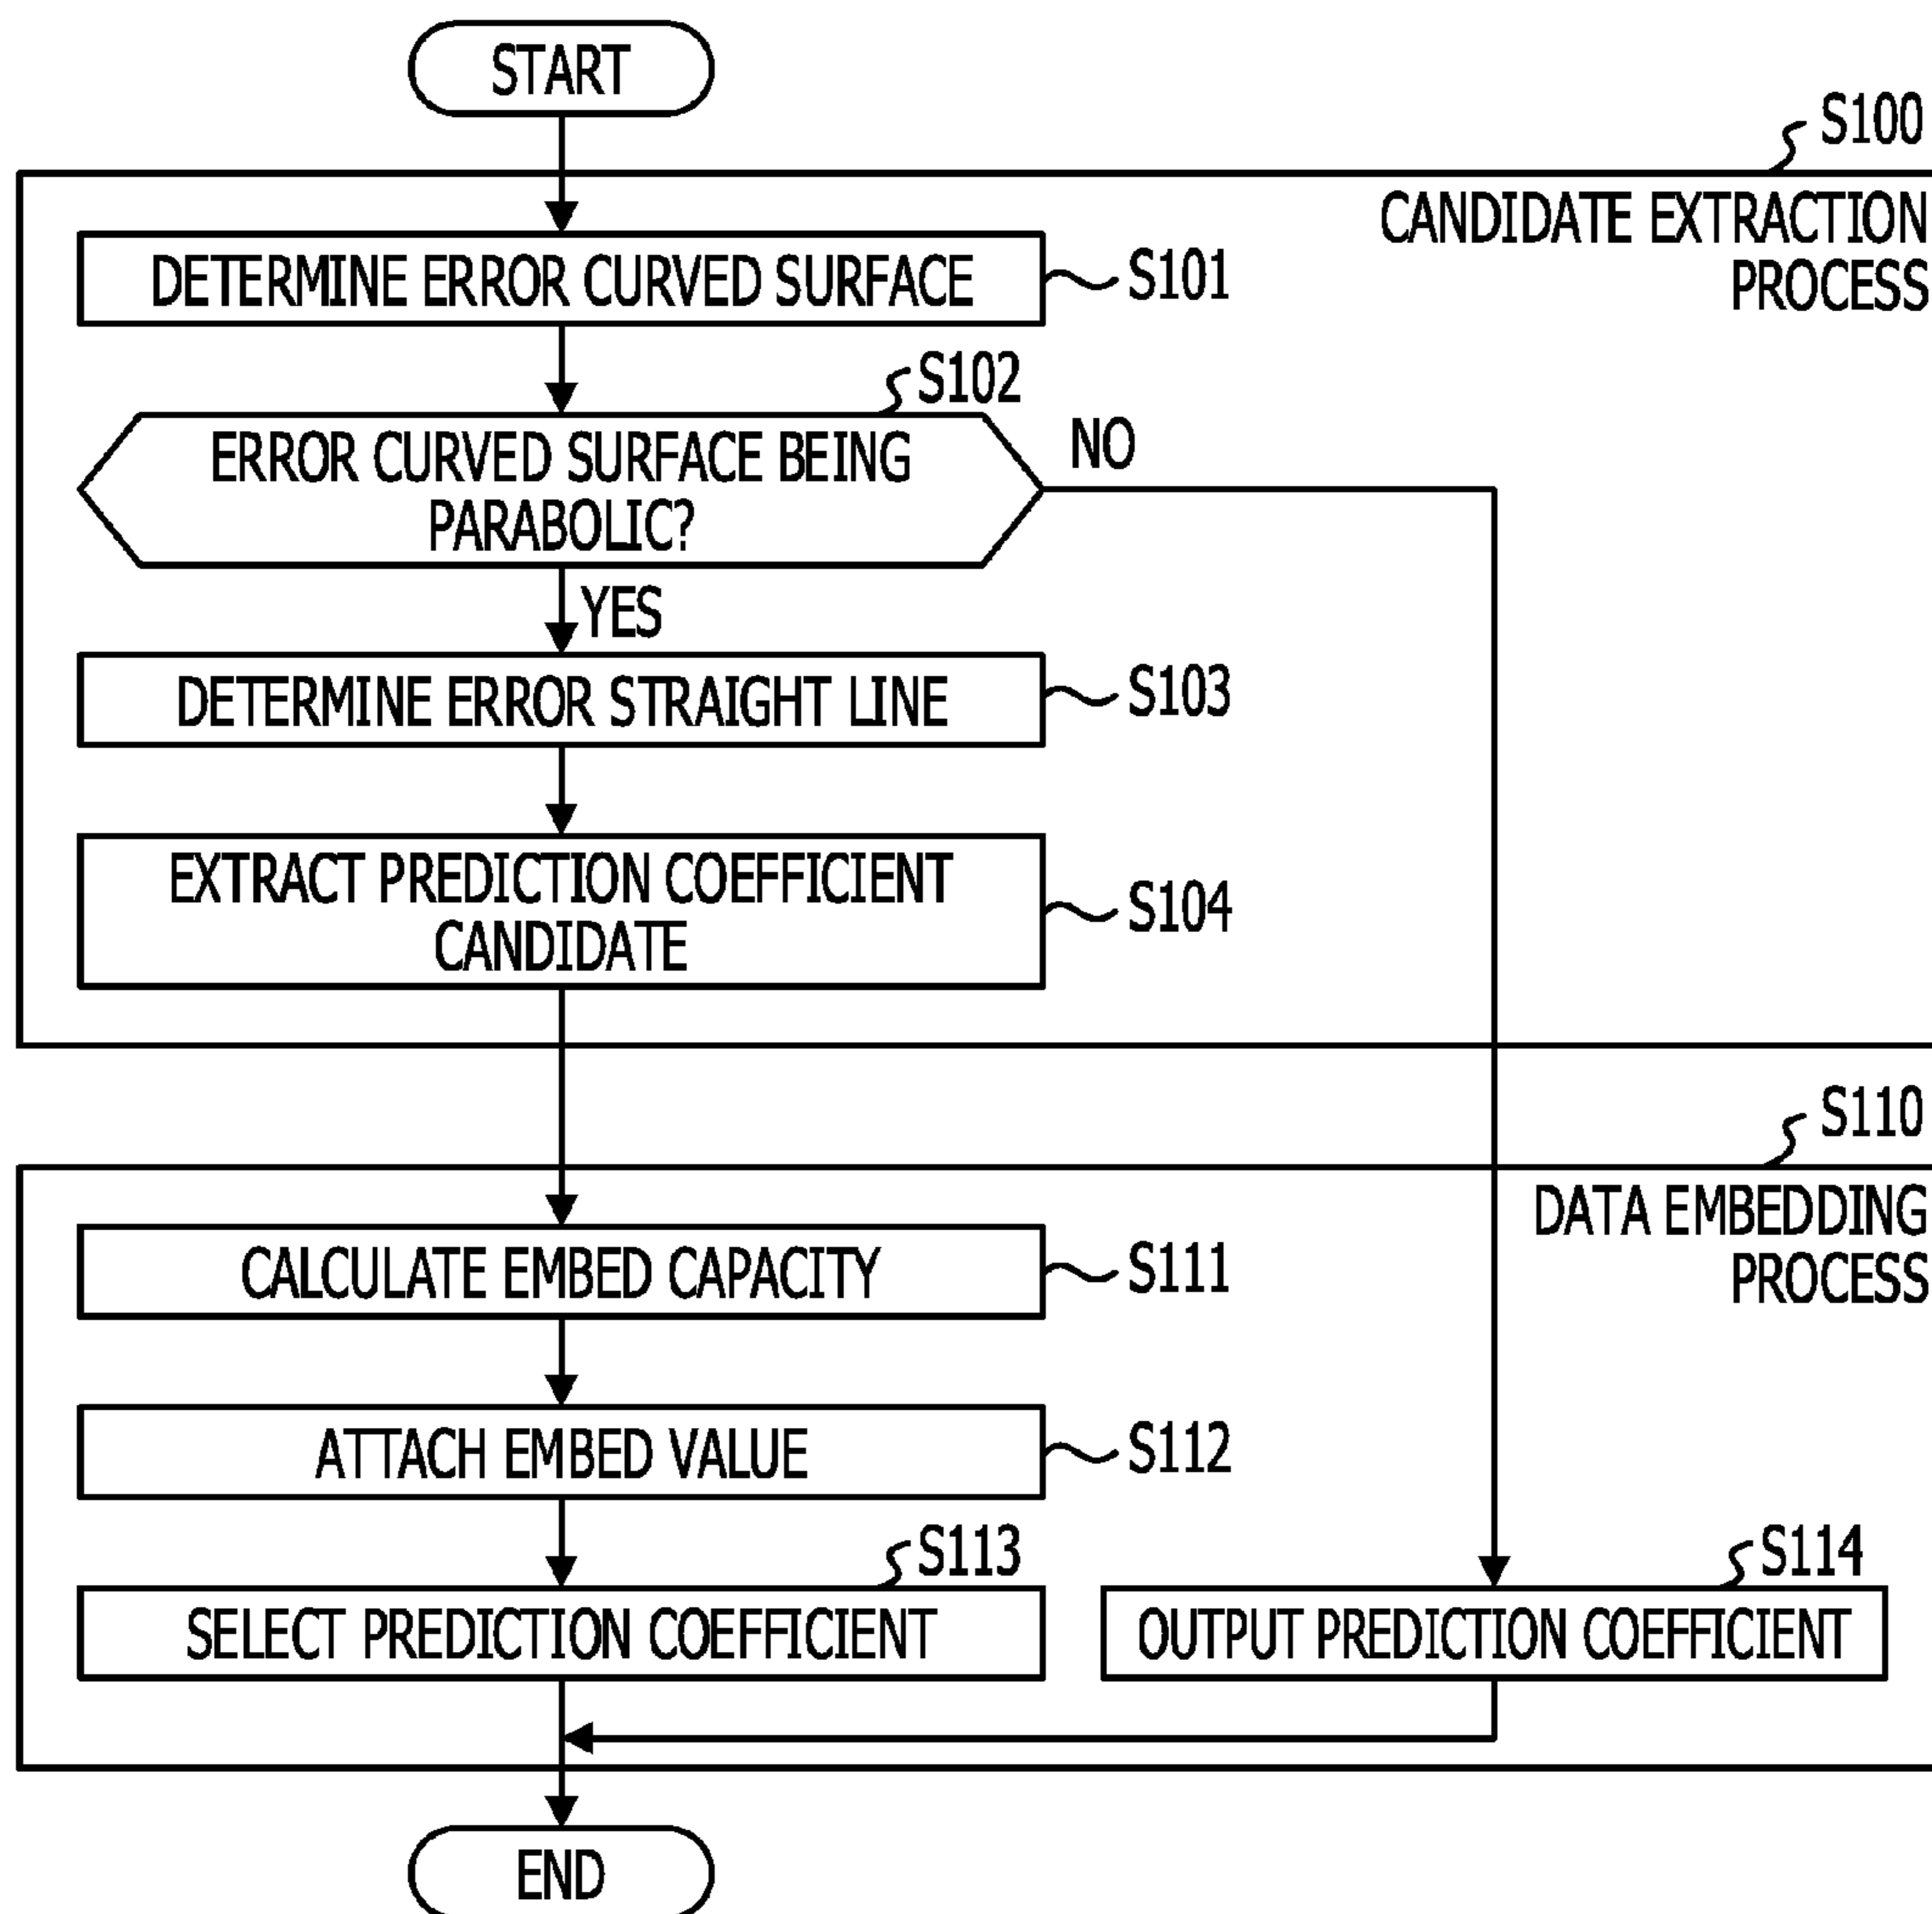 START
S100
CANDIDATE EXTRACTION
PROCESS
DETERMINE ERROR CURVED SURFACE
S101
S102
ERROR CURVED SURFACE BEING
PARABOLIC?
NO
YES
DETERMINE ERROR STRAIGHT LINE
S103
EXTRACT PREDICTION COEFFICIENT
CANDIDATE
S104
S110
DATA EMBEDDING
PROCESS
CALCULATE EMBED CAPACITY
S111
ATTACH EMBED VALUE
S112
S113
SELECT PREDICTION COEFFICIENT
S114
OUTPUT PREDICTION COEFFICIENT
END